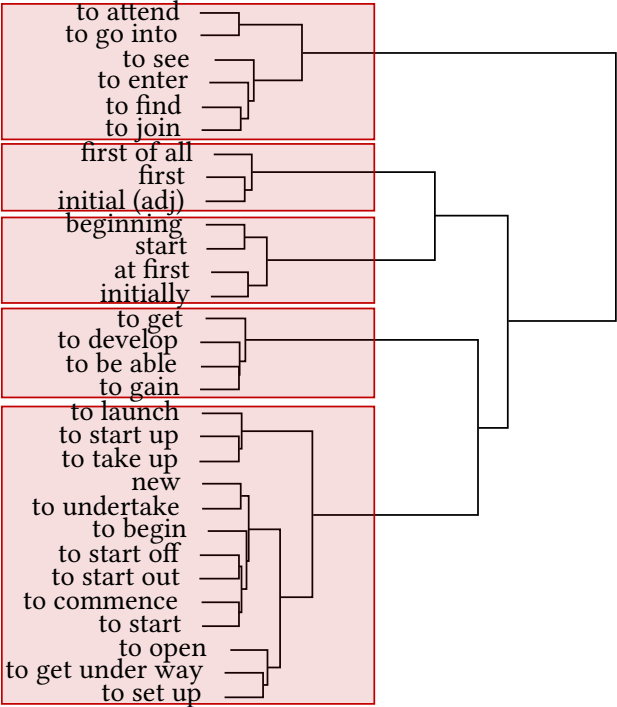 to attend
to go into
to see
to enter
to find
to join
first of all
first
initial (adj)
beginning
start
at first
initially
to get
to develop
to be able
to gain
to launch
to start up
to take up
new
to undertake
to begin
to start off
to start out
to commence
to start
to open
to get under way
to set up